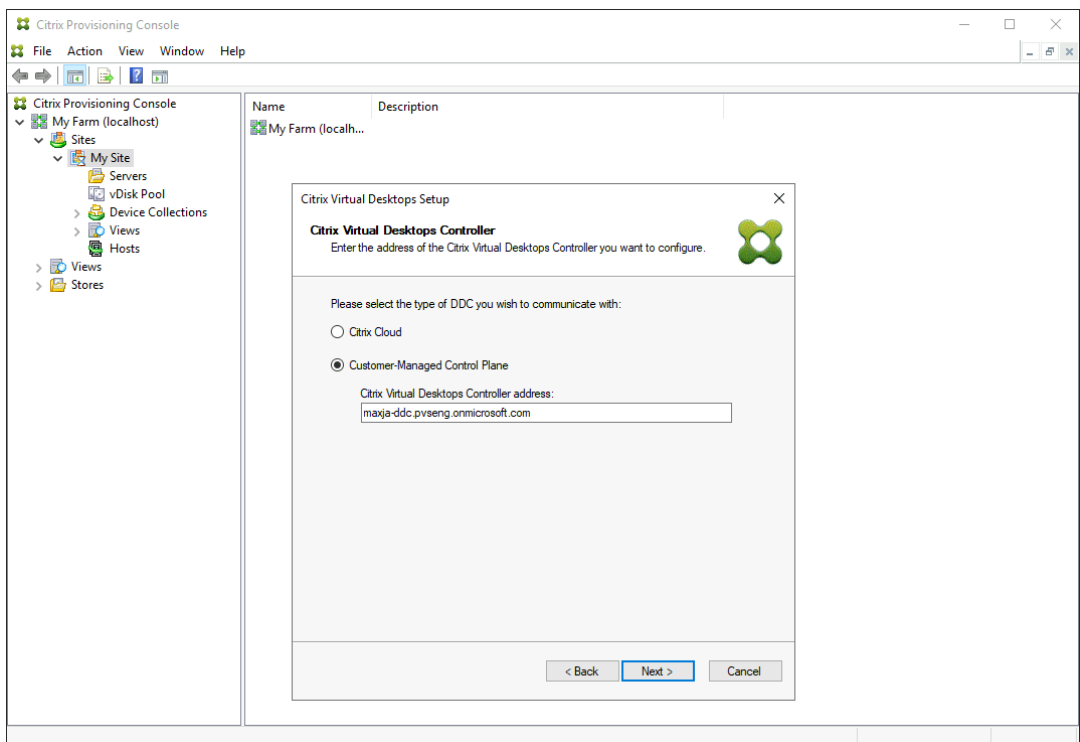 Citrix Provisioning Console
File Action View Window Help
Citrix Provisioning Console
My Farm (localhost)
Sites
My Site
Servers
vDisk Pool
Device Collections
Views
Hosts
Views
Stores
Name Description
My Farm (localh...
Citrix Virtual Desktops Setup
Citrix Virtual Desktops Controller
Enter the address of the Citrix Virtual Desktops Controller you want to configure.
Please select the type of DDC you wish to communicate with:
Citrix Cloud
Customer-Managed Control Plane
Citrix Virtual Desktops Controller address:
maxja-ddc.pvseng.onmicrosoft.com
< Back Next > Cancel